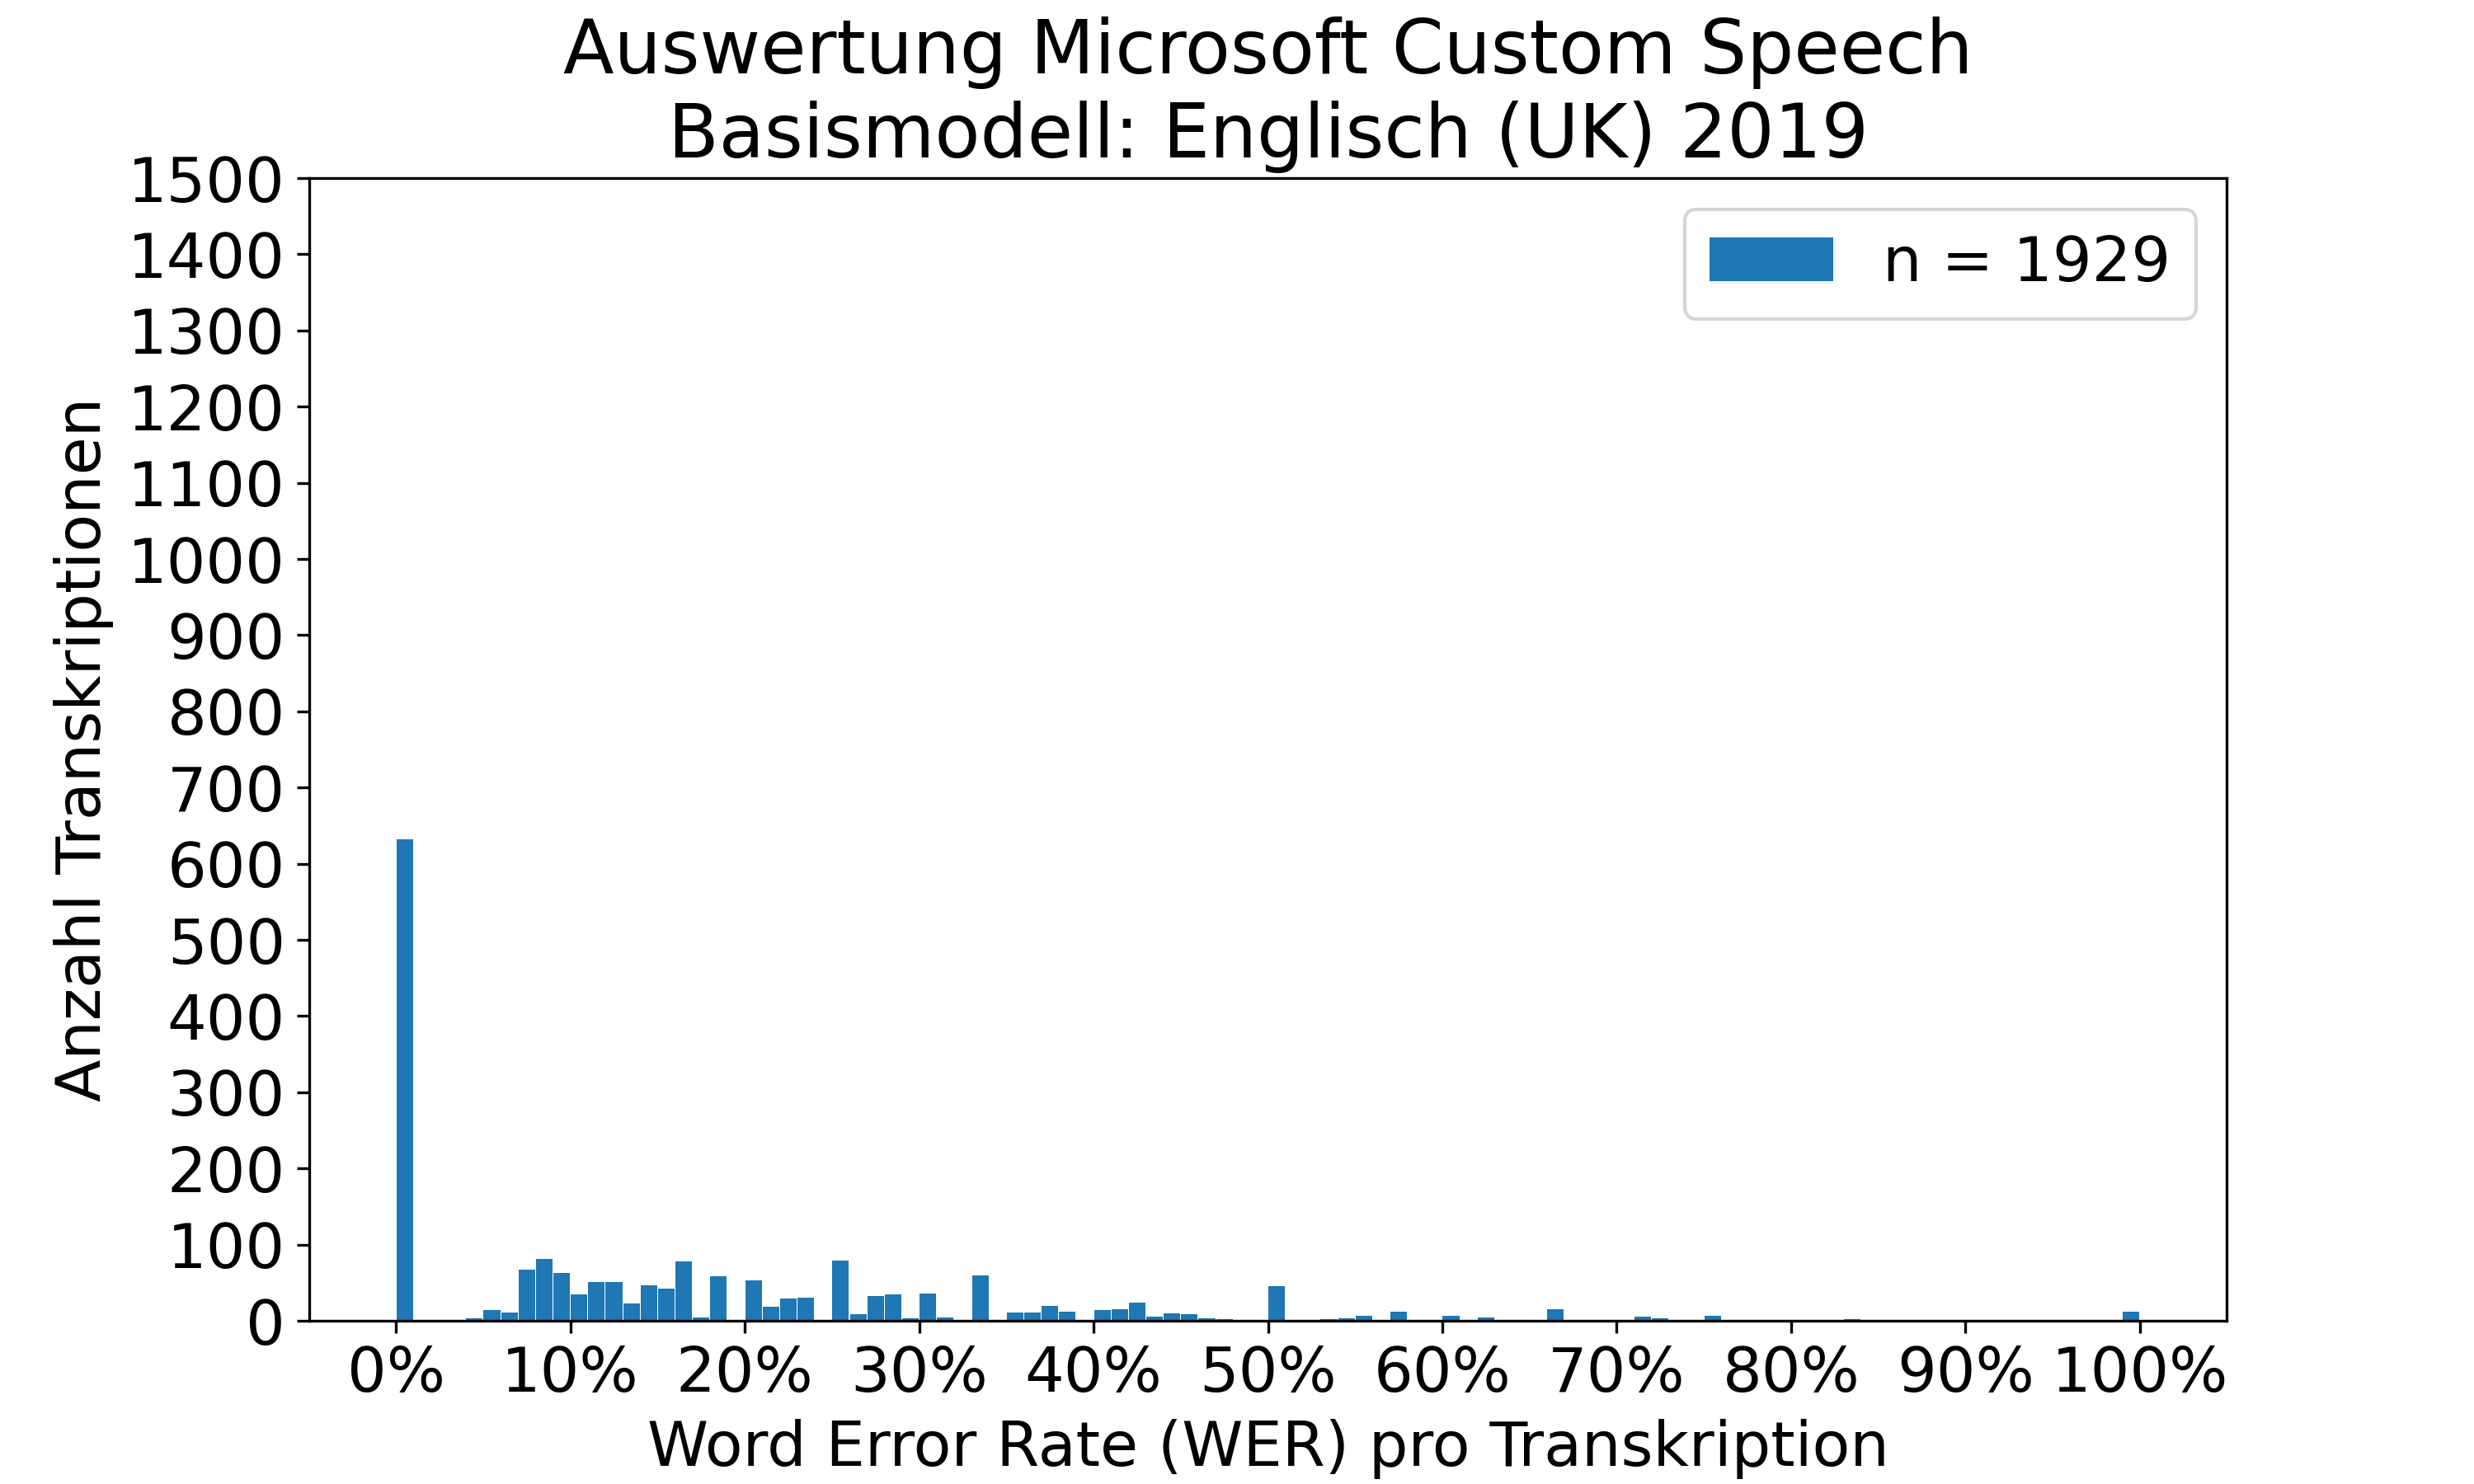 Auswertung Microsoft Custom Speech
Basismodell: Englisch (UK) 2019
n = 1929
Anzahl Transkriptionen
1500
1400
1300
1200
1100
1000
900
800
700
600
500
400
300
200
100
0
0% 10% 20% 30% 40% 50% 60% 70% 80% 90% 100%
Word Error Rate (WER) pro Transkription